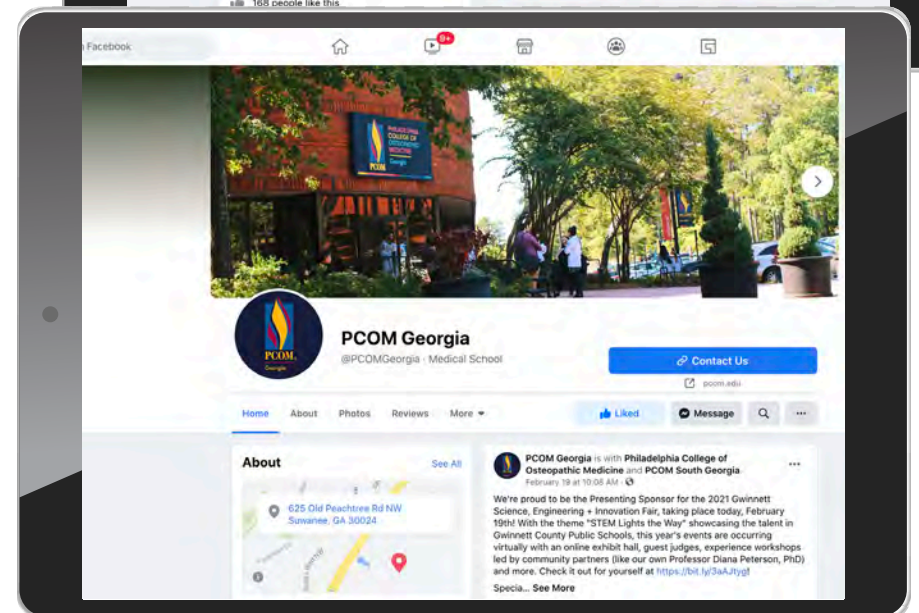 168 people like this
Facebook
9+
PHILADELPHIA
COLLEGE OF
OSTEOPATHIC
MEDICINE
Georgia
PCOM
PCOM
Georgia
PCOM Georgia
@PCOMGeorgia · Medical School
Contact Us
pcom.edu
Home About Photos Reviews More
Liked
Message
About
See All
625 Old Peachtree Rd NW
Suwanee, GA 30024
PCOM Georgia is with Philadelphia College of
Osteopathic Medicine and PCOM South Georgia.
February 19 at 10:08 AM ·
We're proud to be the Presenting Sponsor for the 2021 Gwinnett
Science, Engineering + Innovation Fair, taking place today, February
19th! With the theme "STEM Lights the Way" showcasing the talent in
Gwinnett County Public Schools, this year's events are occurring
virtually with an online exhibit hall, guest judges, experience workshops
led by community partners (like our own Professor Diana Peterson, PhD)
and more. Check it out for yourself at https://bit.ly/3aAJtyg!
Specia... See More